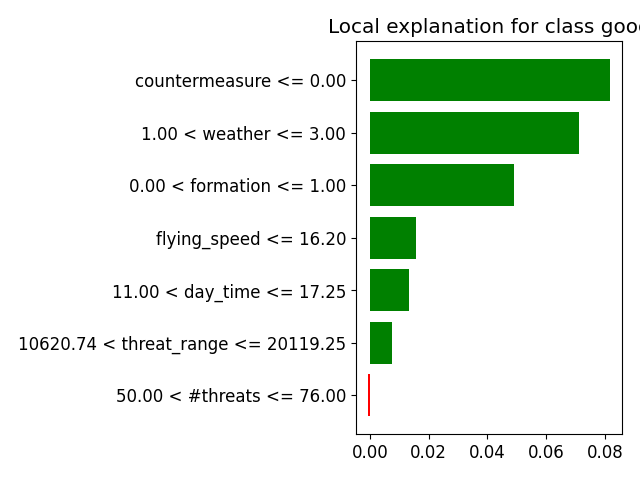 Local explanation for class goo
countermeasure <= 0.00
1.00 < weather <= 3.00
0.00 < formation <= 1.00
flying_speed <= 16.20
11.00 < day_time <= 17.25
10620.74 < threat_range <= 20119.25
50.00 < #threats <= 76.00
0.00 0.02 0.04 0.06 0.08